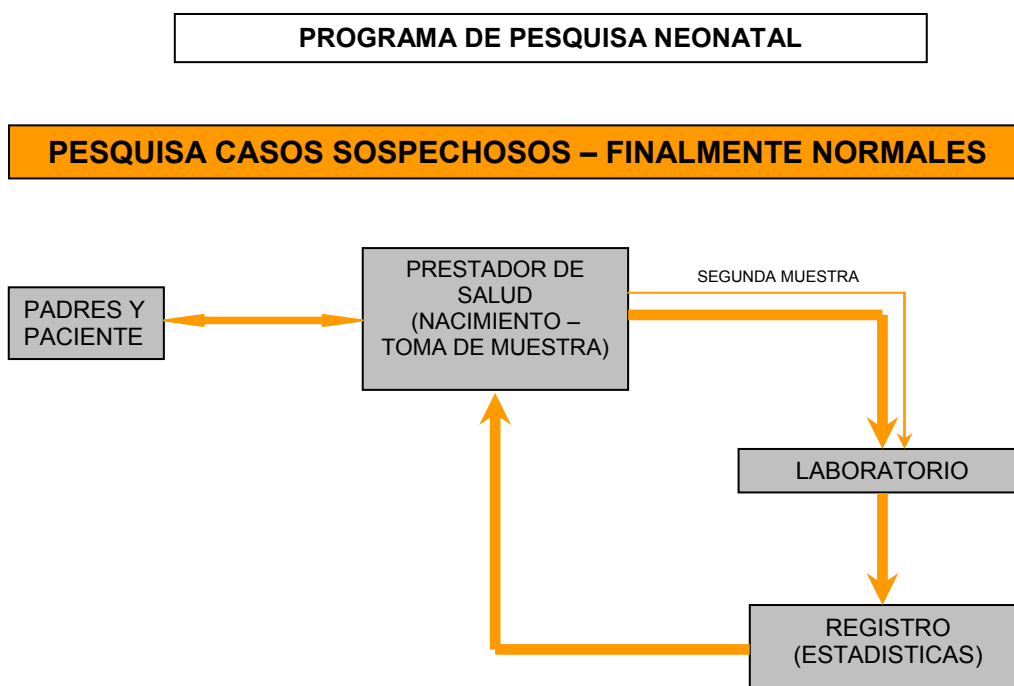 PROGRAMA DE PESQUISA NEONATAL
PESQUISA CASOS SOSPECHOSOS – FINALMENTE NORMALES
PADRES Y
PACIENTE
PRESTADOR DE
SALUD
(NACIMIENTO –
TOMA DE MUESTRA)
SEGUNDA MUESTRA
LABORATORIO
REGISTRO
(ESTADISTICAS)